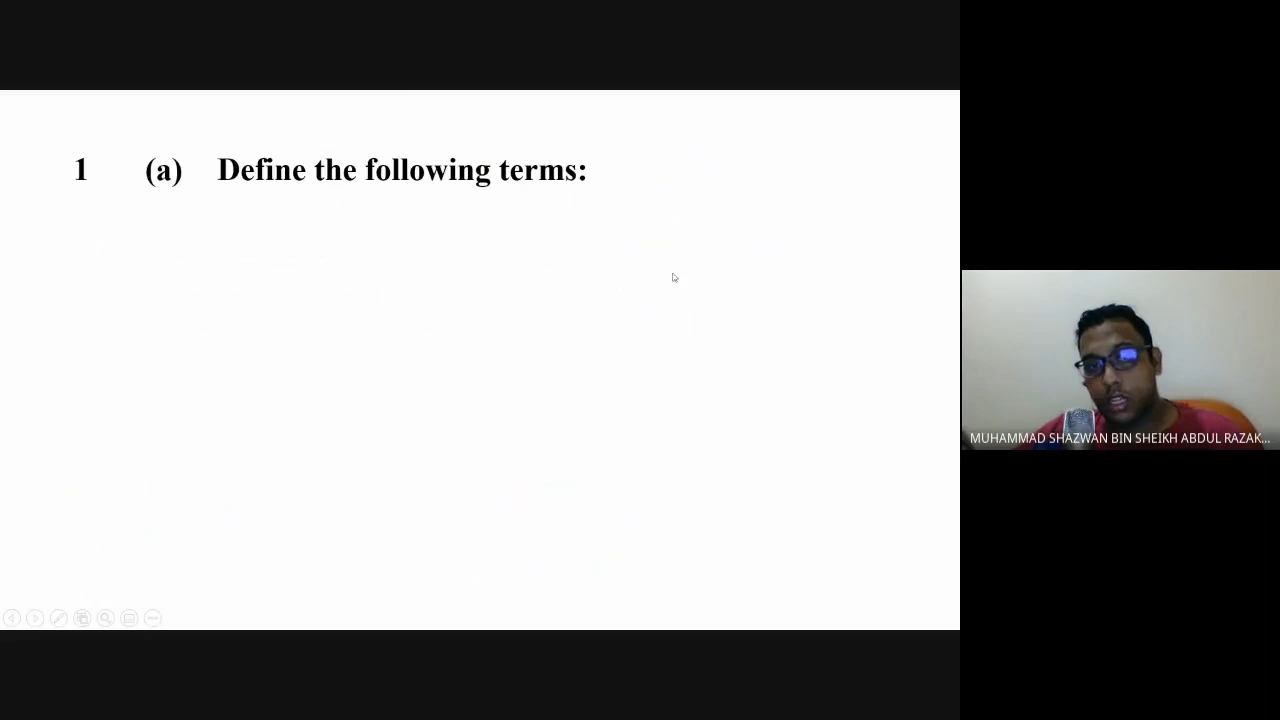 1 (a) Define the following terms:
MUHAMMAD SHAZWAN BIN SHEIKH ABDUL RAZAK...